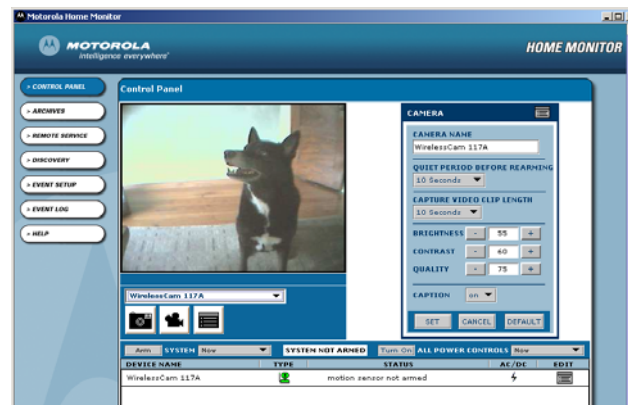 Motorola Home Monitor
MOTOROLA
intelligence everywhere
HOME MONITOR
> CONTROL PANEL
> ARCHIVES
> REMOTE SERVICE
> DISCOVERY
> EVENT SETUP
> EVENT LOG
> HELP
Control Panel
CAMERA
CAMERA NAME
WirelessCam 117A
QUIET PERIOD BEFORE REARMING
10 Seconds
CAPTURE VIDEO CLIP LENGTH
10 Seconds
BRIGHTNESS - 55 +
CONTRAST - 60 +
QUALITY - 75 +
CAPTION on
SET CANCEL DEFAULT
WirelessCam 117A
Arm SYSTEM Now SYSTEM NOT ARMED Turn On ALL POWER CONTROLS Now
DEVICE NAME TYPE STATUS AC/DC EDIT
WirelessCam 117A motion sensor not armed